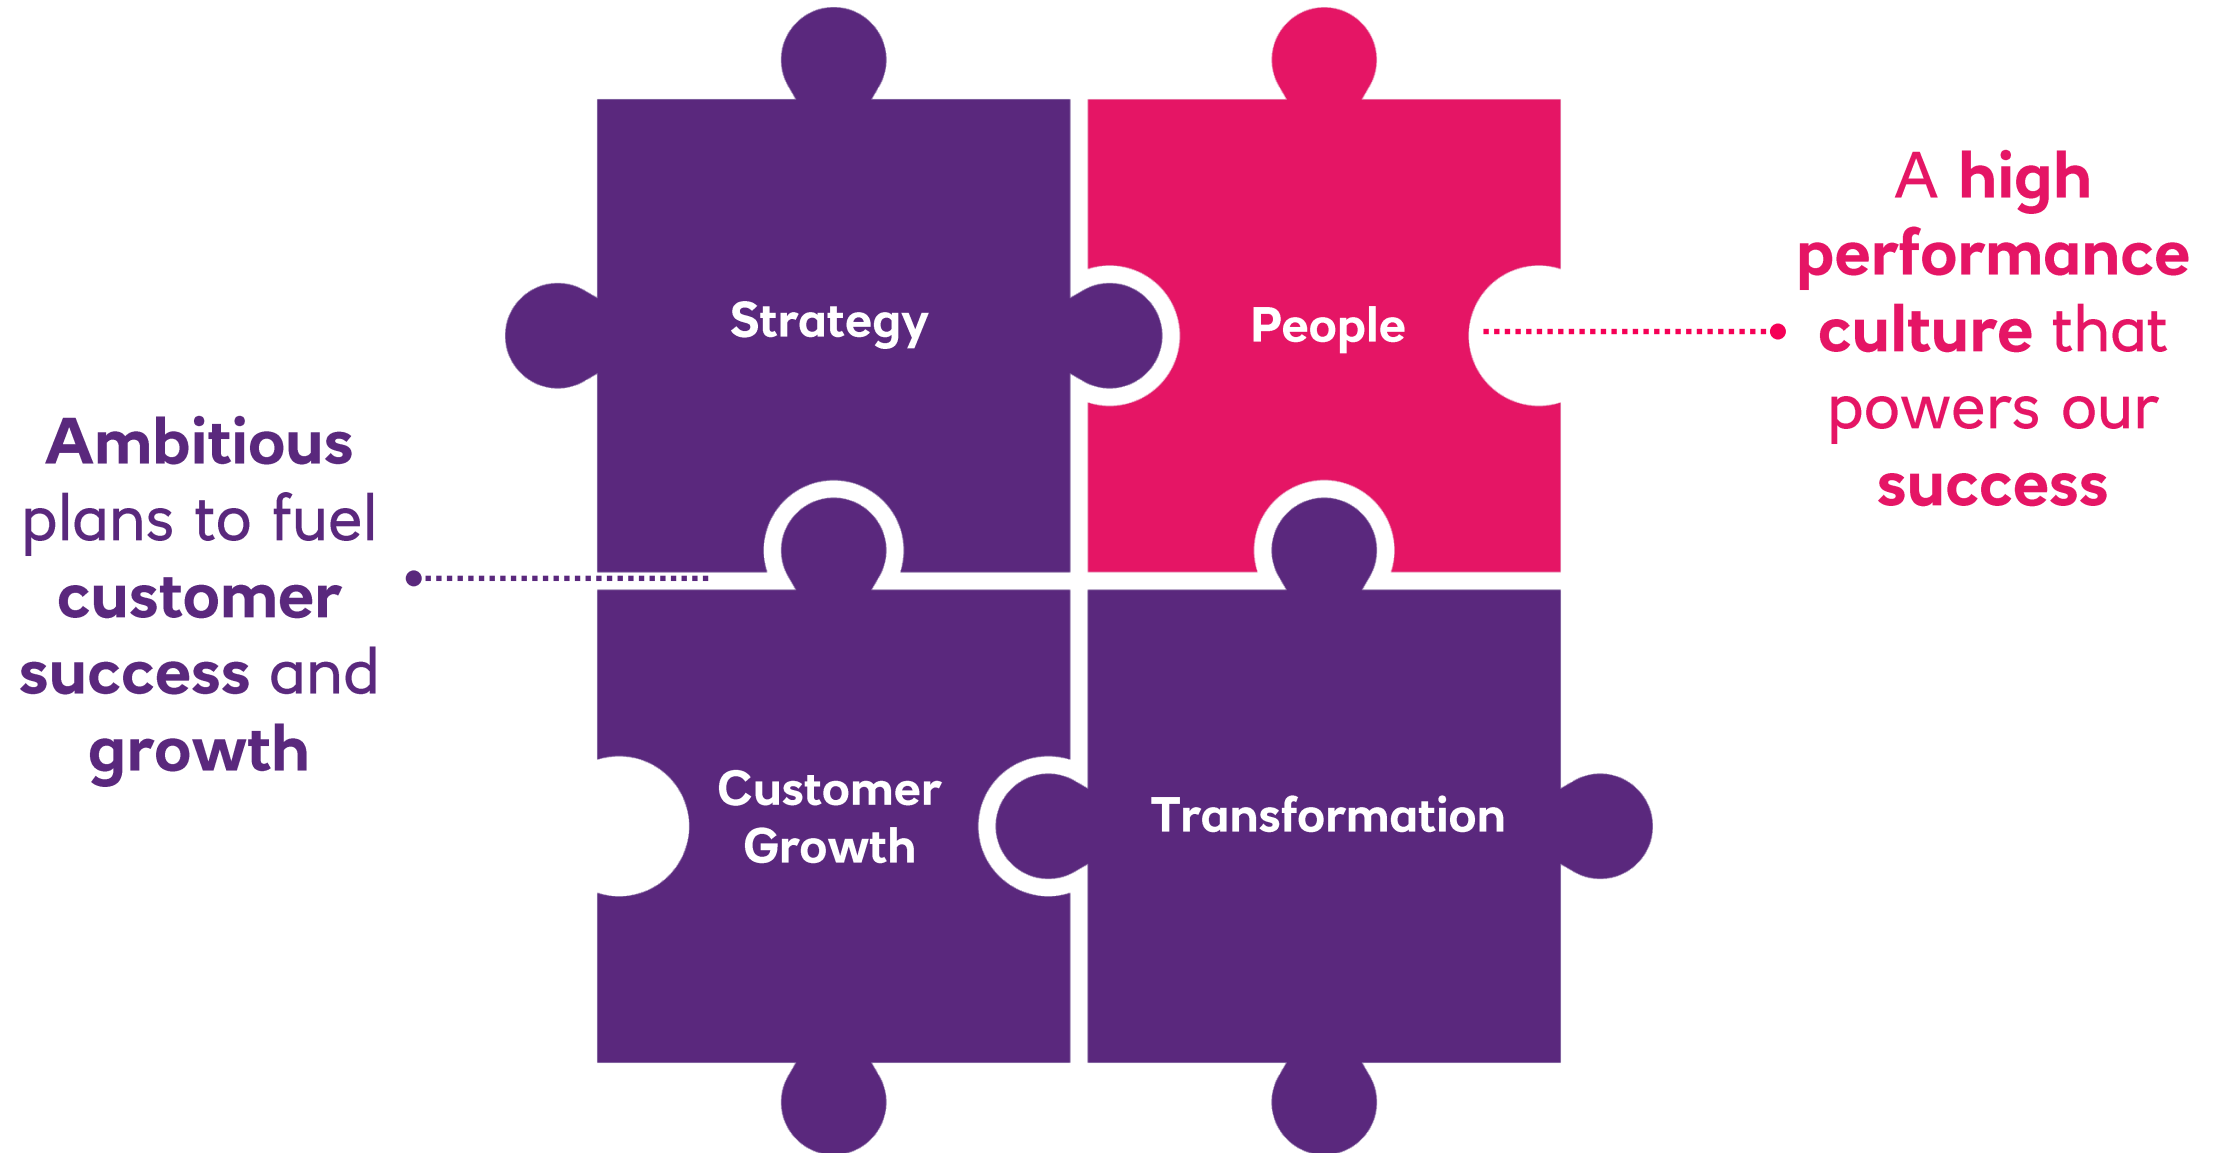 Ambitious
plans to fuel
customer
success and
growth
Strategy
People
Customer
Growth
Transformation
A high
performance
culture that
powers our
success